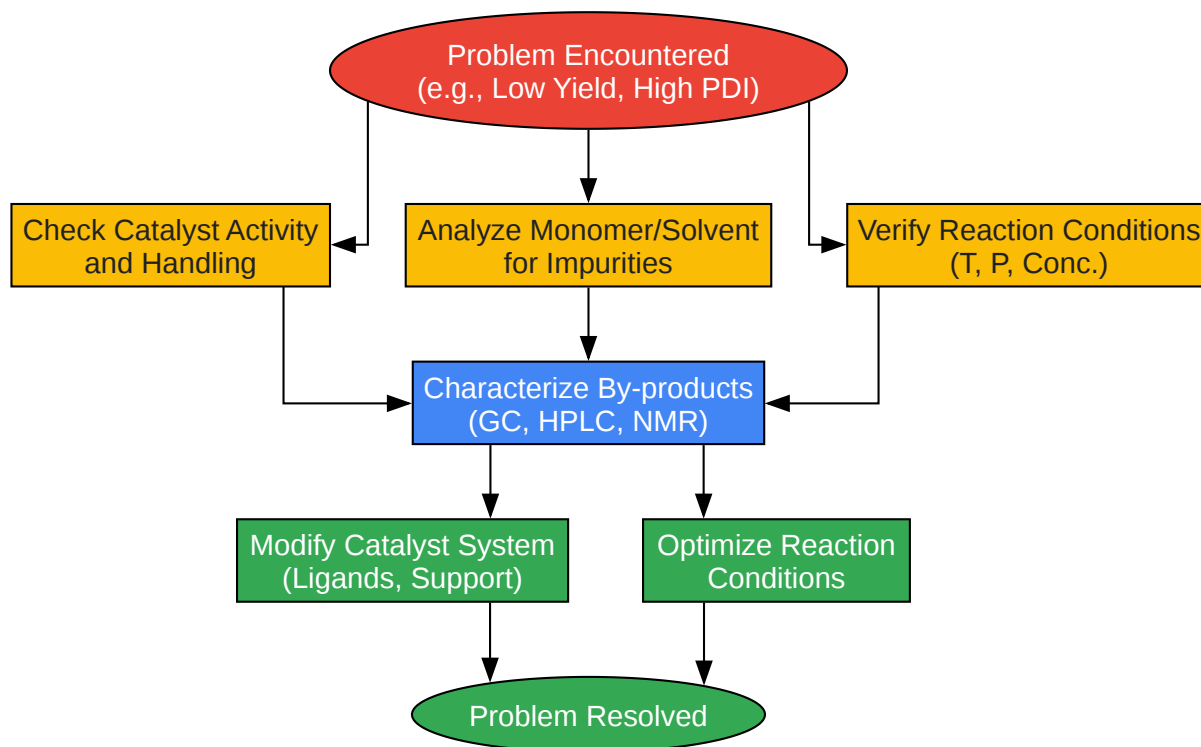 Problem Encountered
(e.g., Low Yield, High PDI)
Check Catalyst Activity
and Handling
Analyze Monomer/Solvent
for Impurities
Verify Reaction Conditions
(T, P, Conc.)
Characterize By-products
(GC, HPLC, NMR)
Modify Catalyst System
(Ligands, Support)
Optimize Reaction
Conditions
Problem Resolved